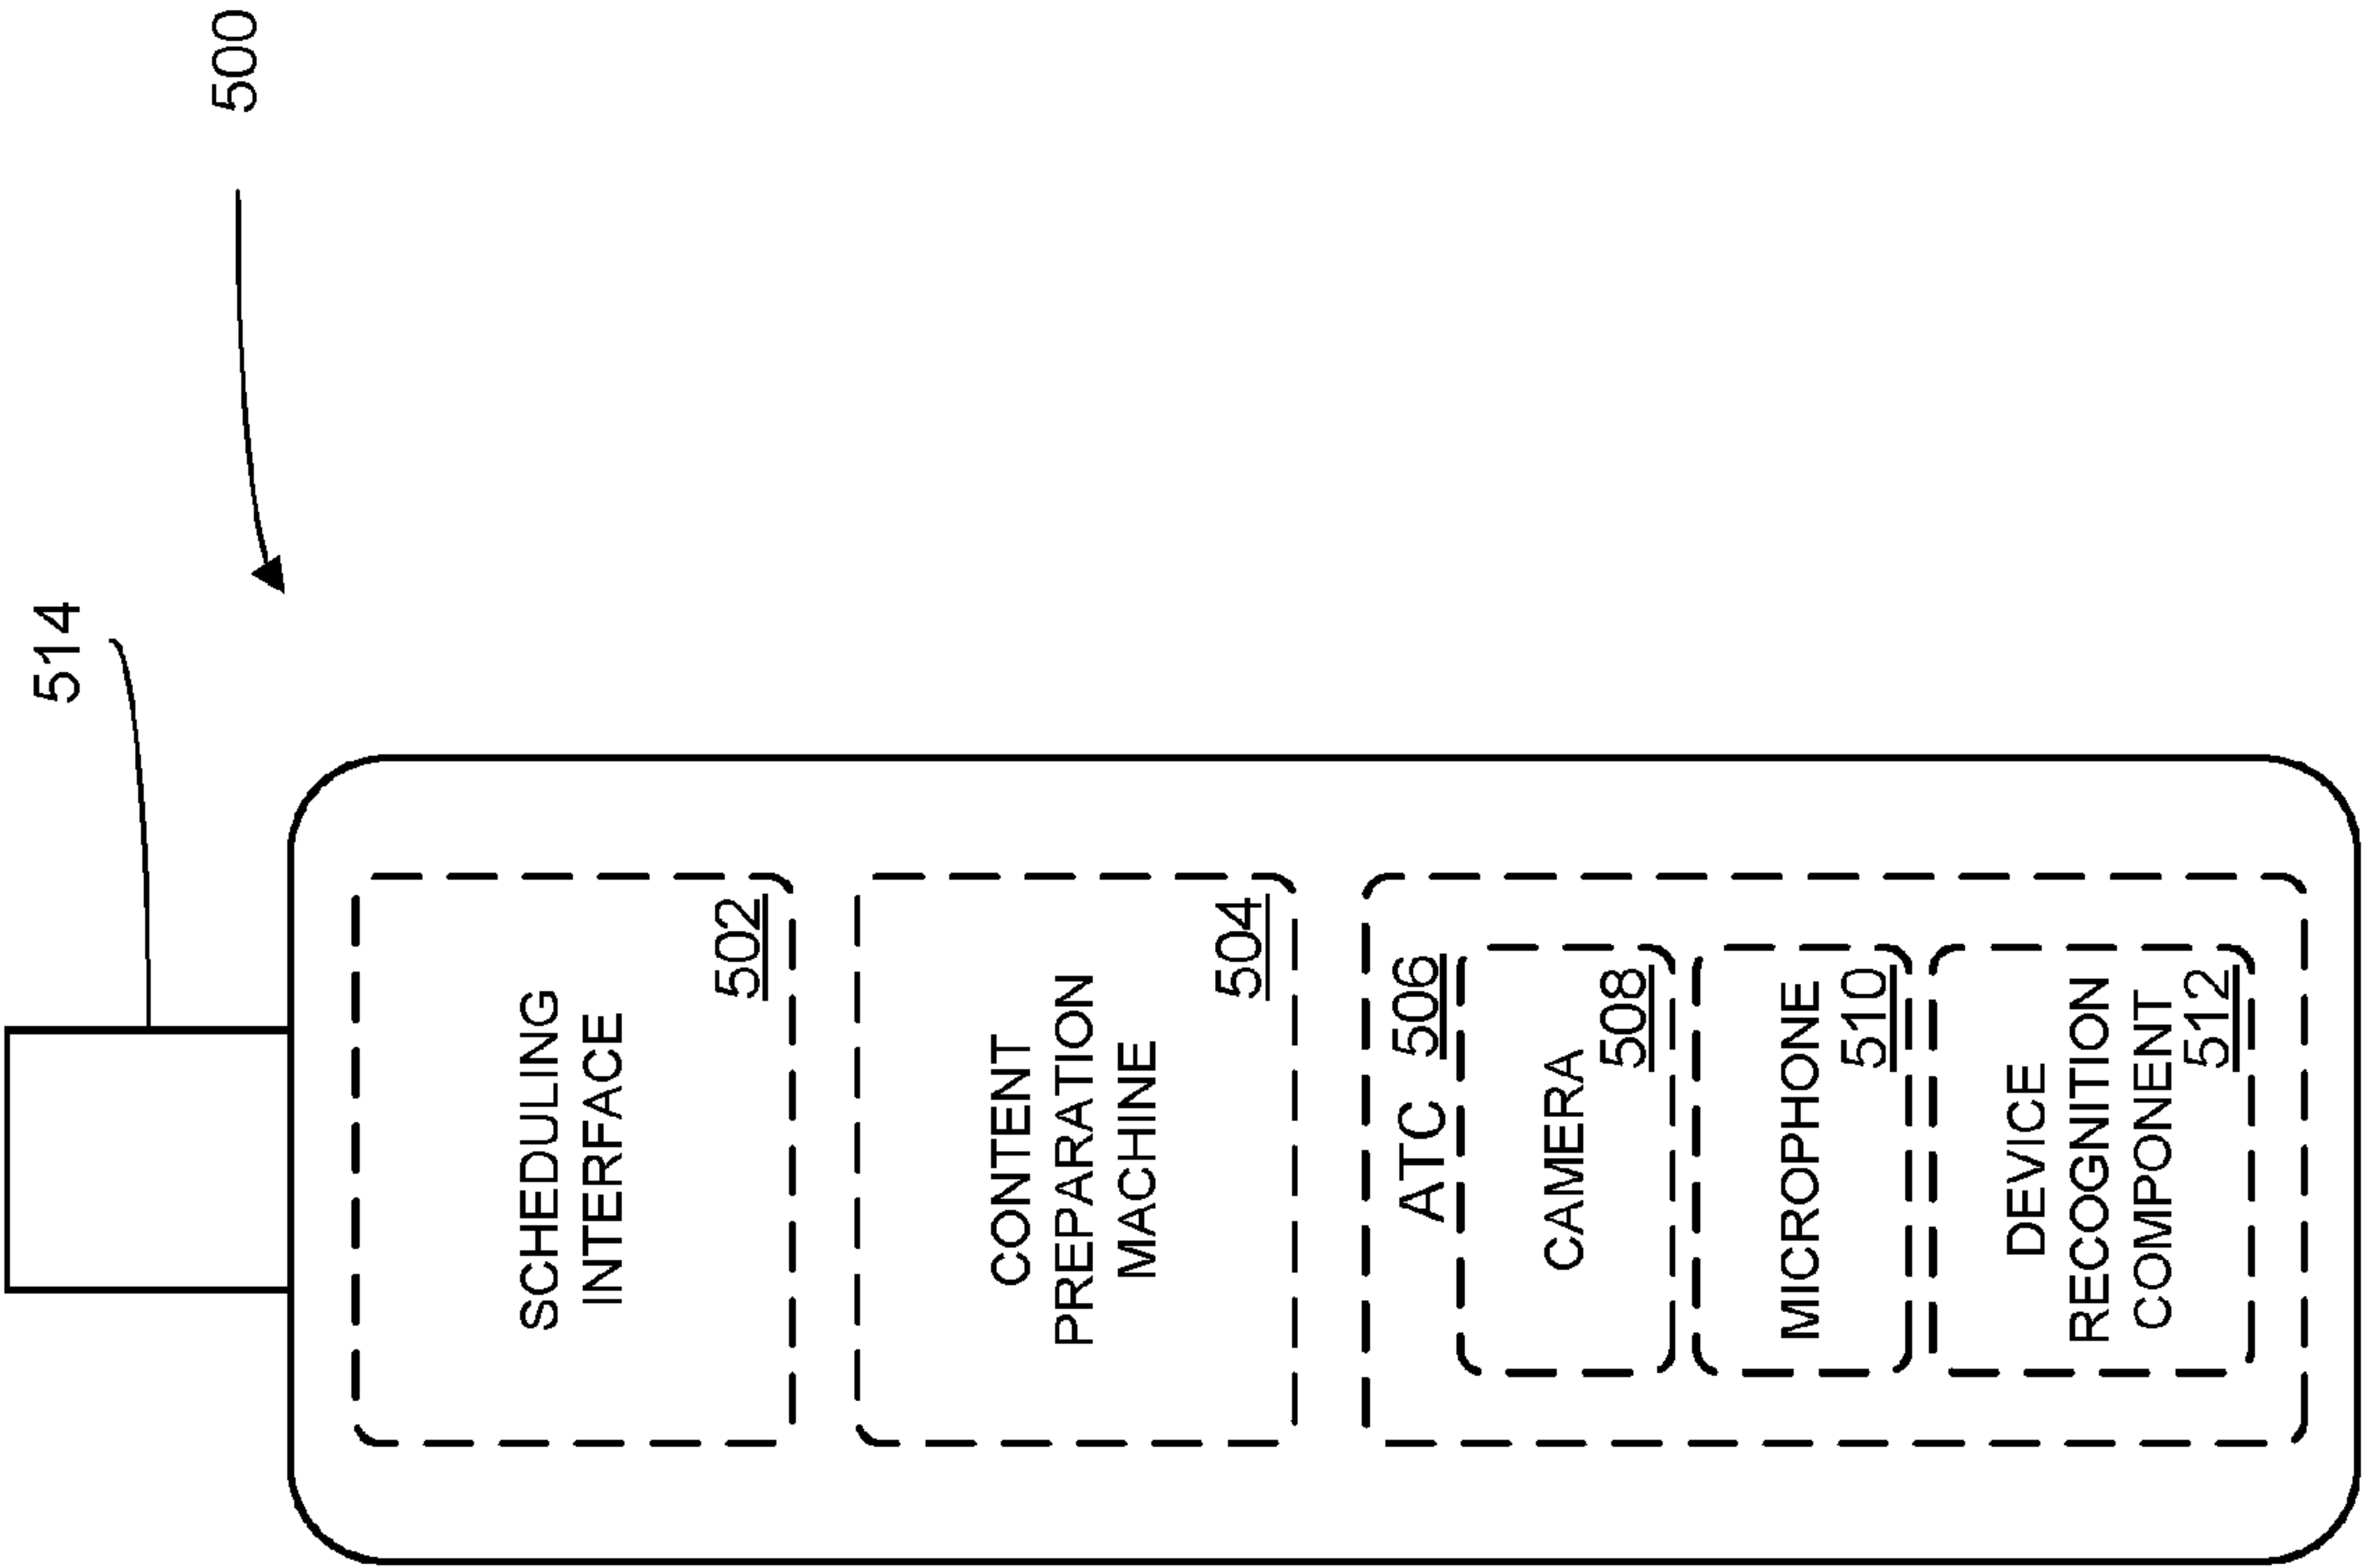 500
514
SCHEDULING
INTERFACE
502
CONTENT
PREPARATION
MACHINE
504
ATC 506
CAMERA
508
MICROPHONE
510
DEVICE
RECOGNITION
COMPONENT
512